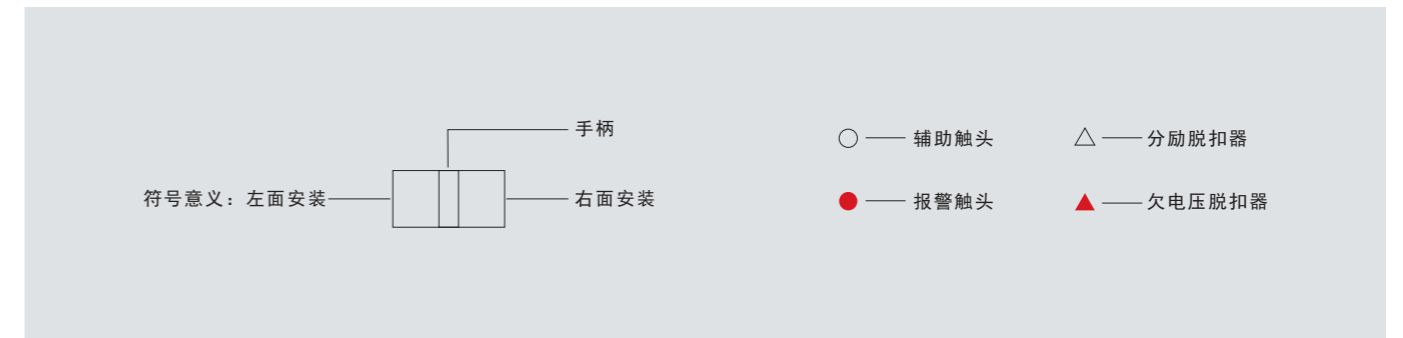 手柄
符号意义：左面安装
右面安装
辅助触头
分励脱扣器
报警触头
欠电压脱扣器